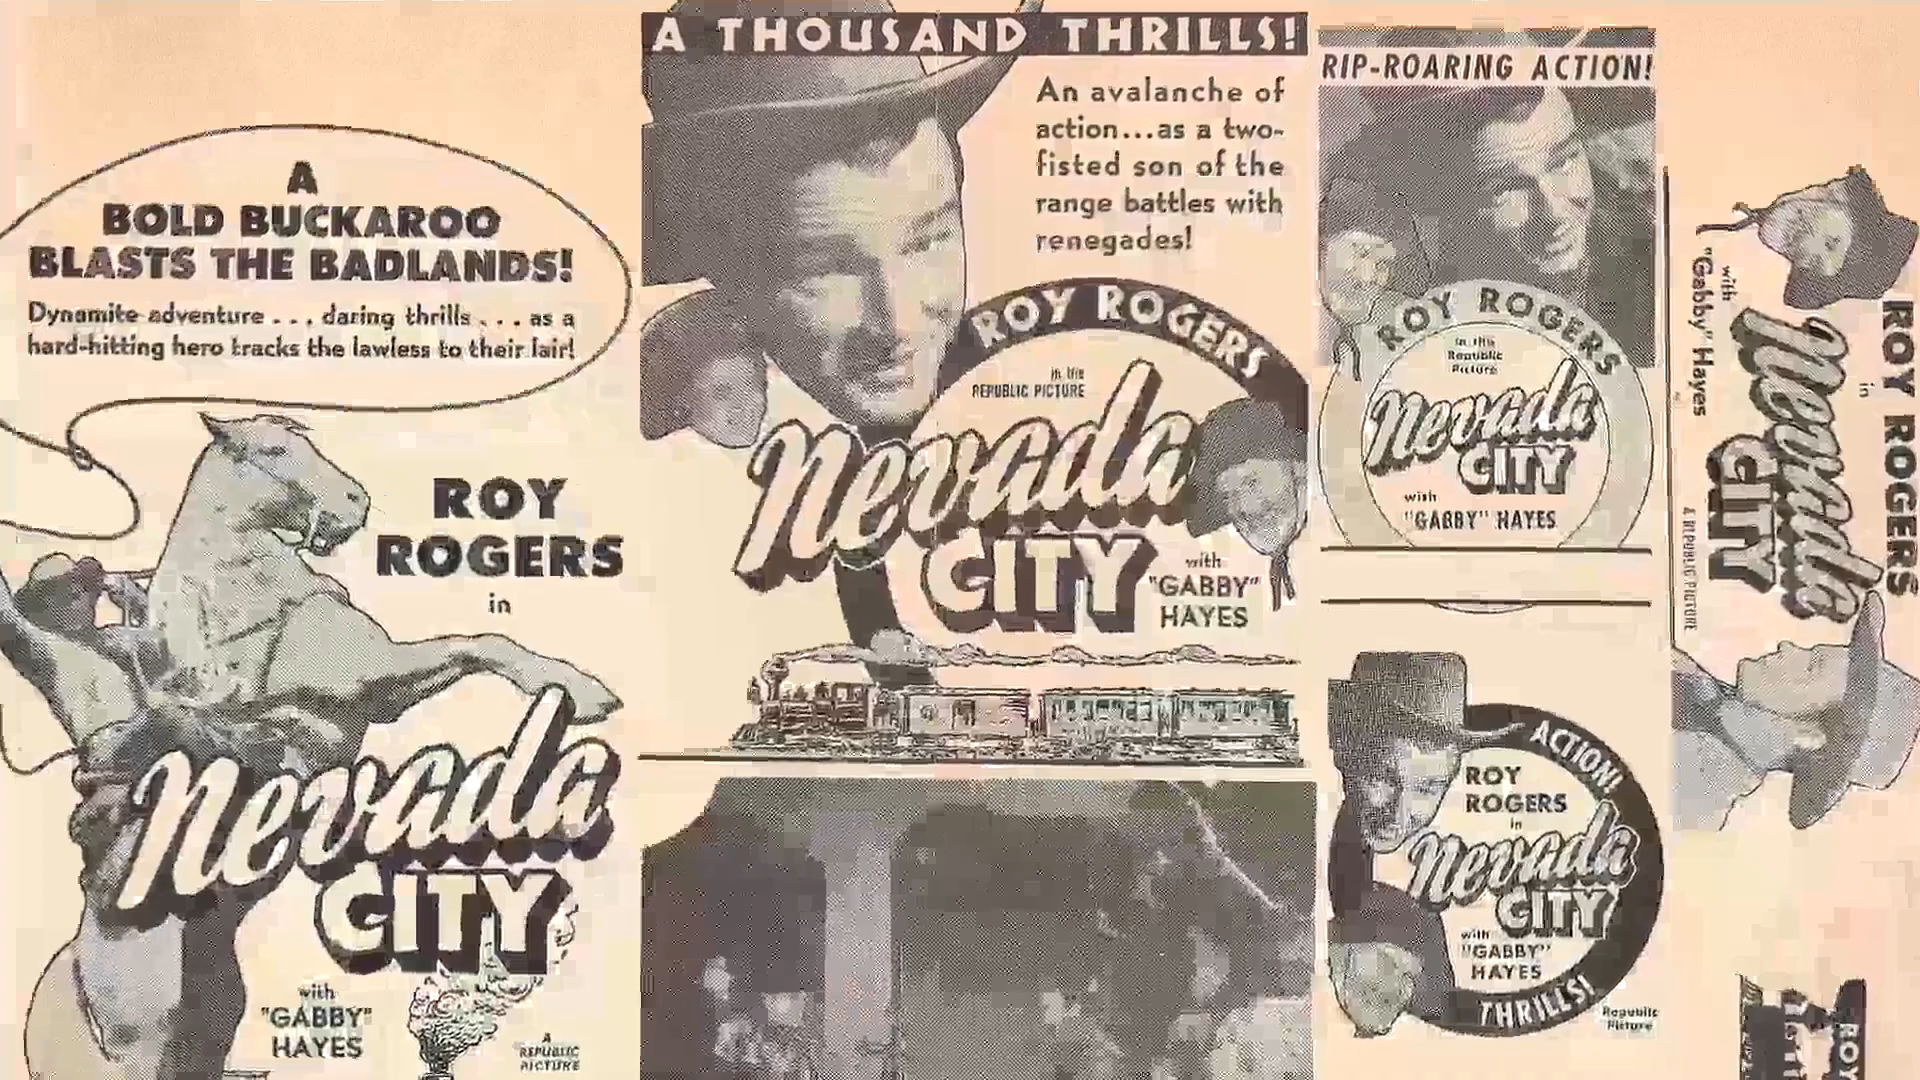 A
BOLD BUCKAROO
BLASTS THE BADLANDS!
Dynamite adventure . . . daring thrills . . . as a
hard-hitting hero tracks the lawless to their lair!
ROY
ROGERS
in
Nevada
CITY
with
"GABBY"
HAYES
A
REPUBLIC
PICTURE
A THOUSAND THRILLS!
An avalanche of
action...as a two-
fisted son of the
range battles with
renegades!
ROY ROGERS
in the
REPUBLIC PICTURE
Nevada
CITY
with
"GABBY"
HAYES
RIP-ROARING ACTION!
ROY ROGERS
in the
Republic
Picture
Nevada
CITY
with
"GABBY" HAYES
ACTION!
ROY
ROGERS
in
Nevada
CITY
with
"GABBY"
HAYES
THRILLS!
Republic
Picture
ROY ROGERS
in
Nevada
CITY
with
"Gabby" Hayes
A REPUBLIC PICTURE
ROY